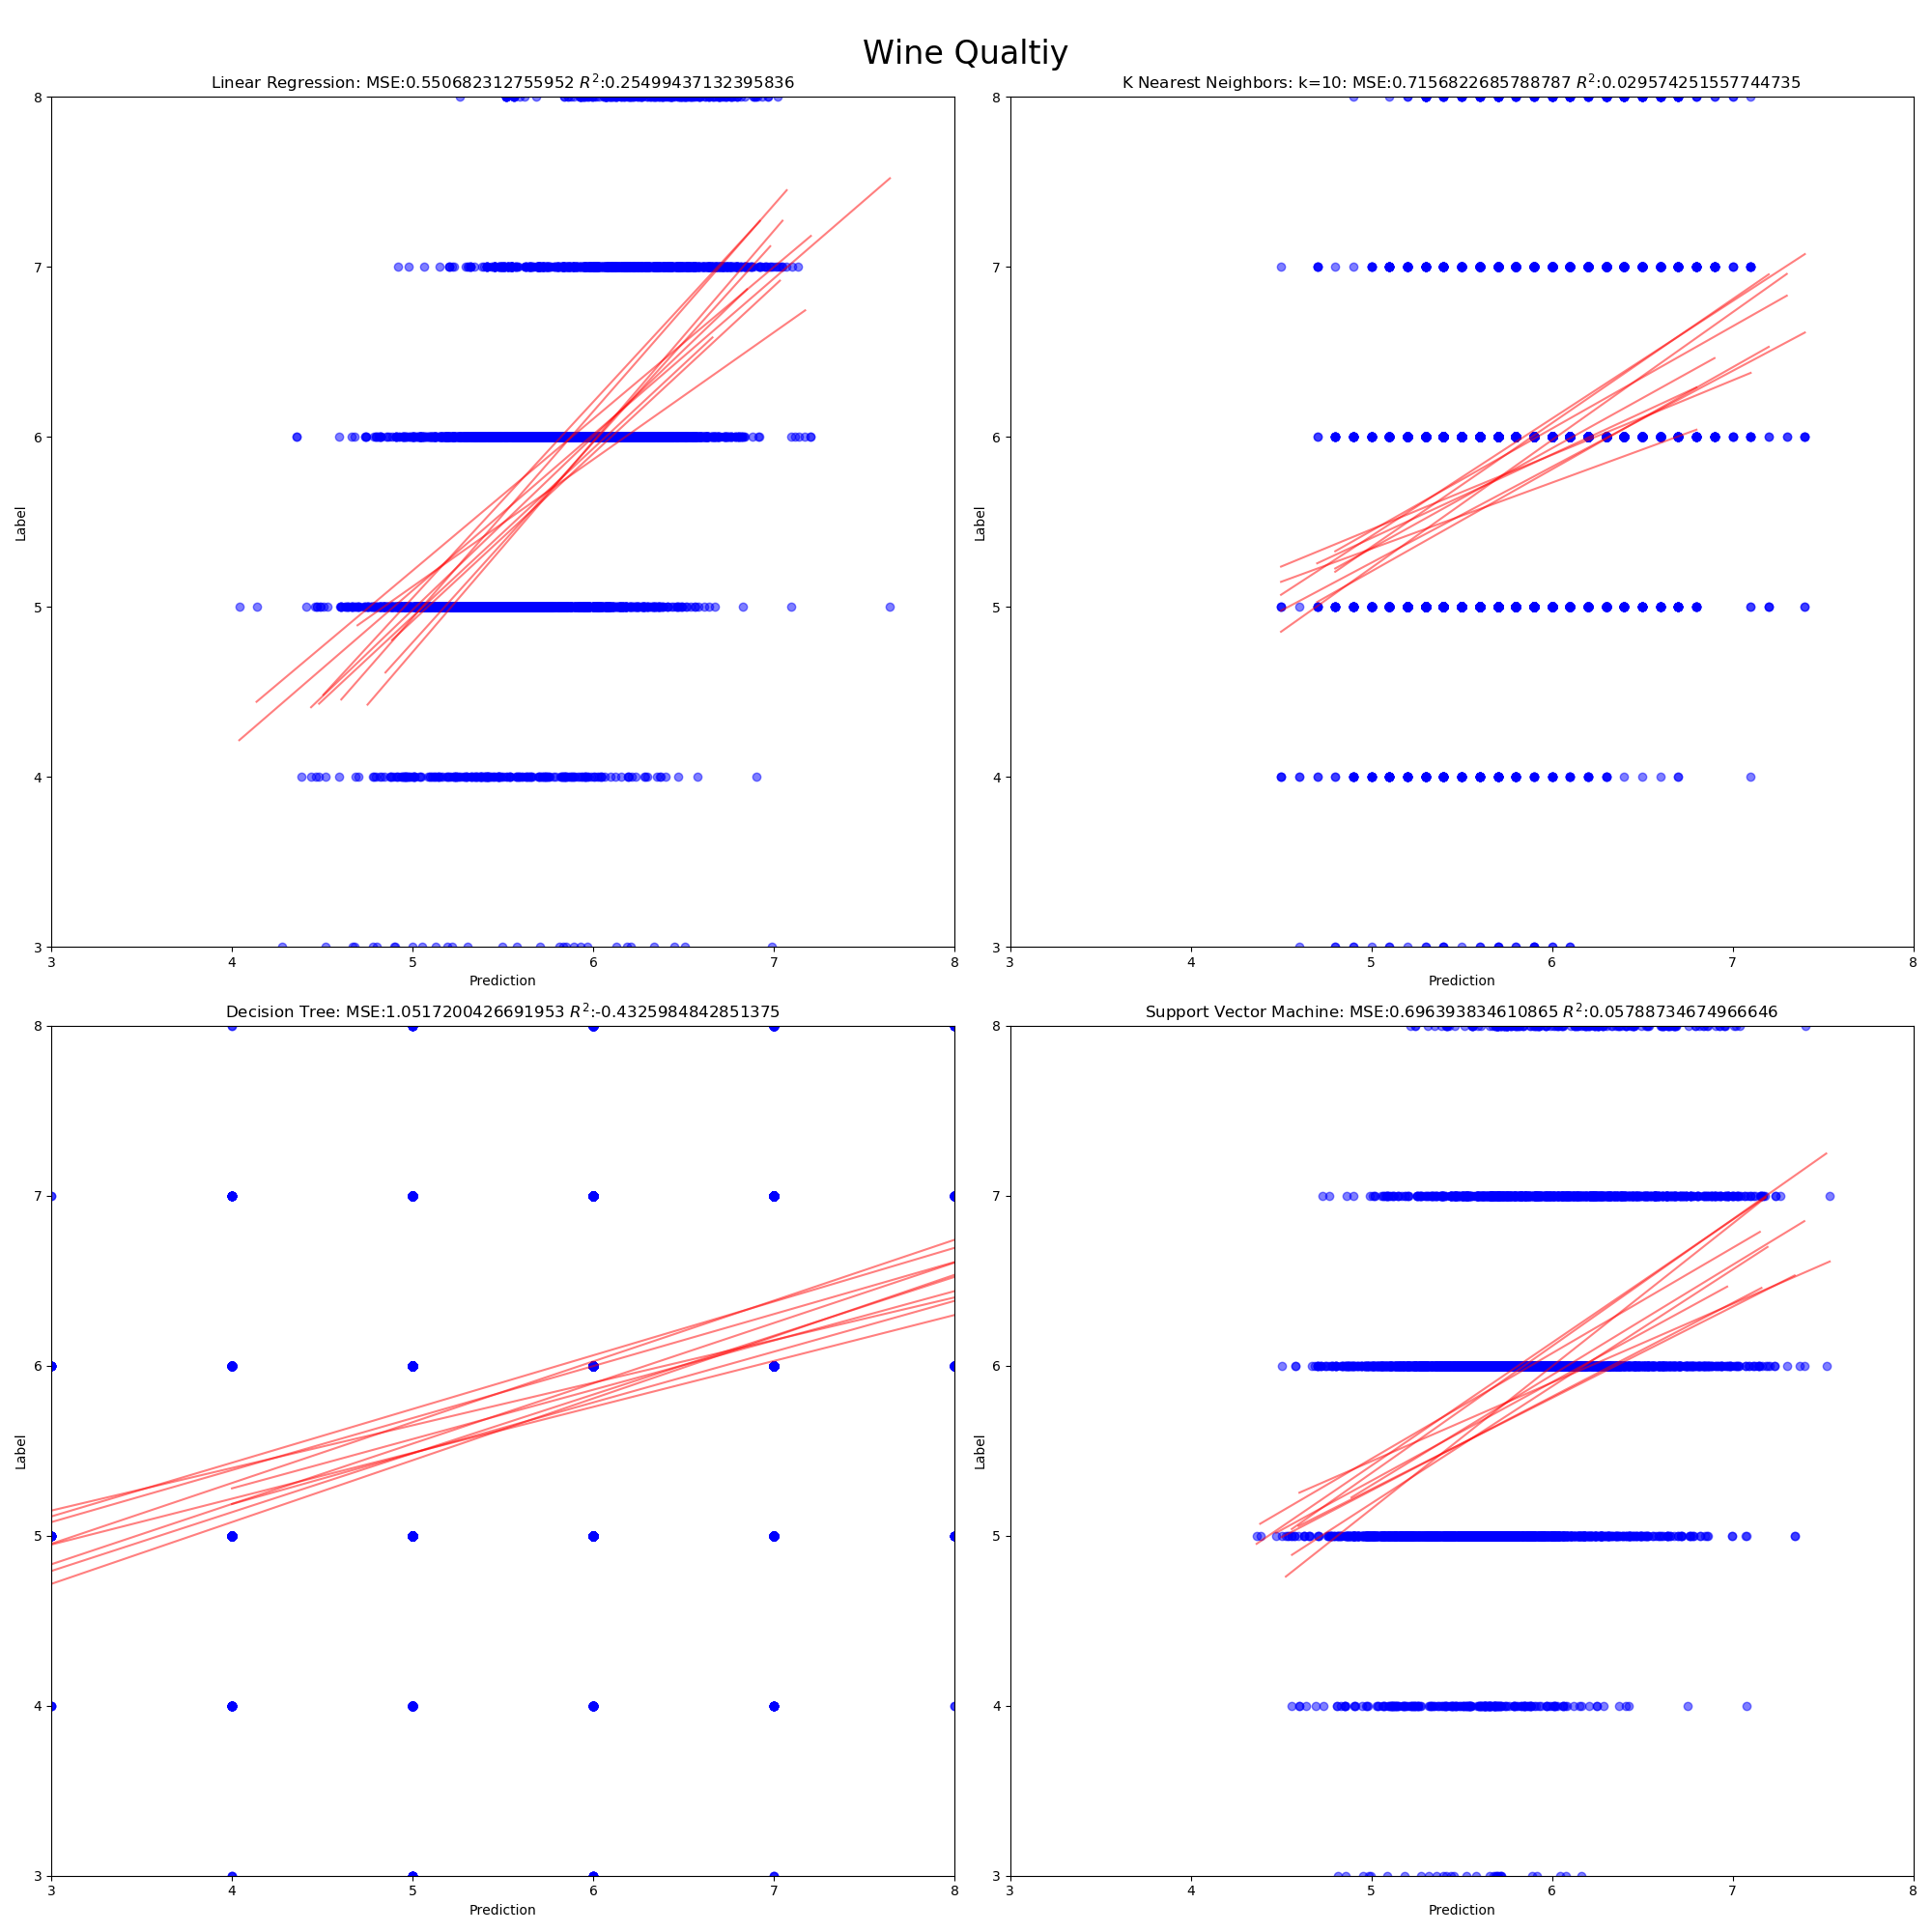 Wine Qualtiy
Linear Regression: MSE:0.550682312755952 R²:0.25499437132395836
8
7
6
5
4
3
Label
3 4 5 6 7 8
Prediction
K Nearest Neighbors: k=10: MSE:0.7156822685788787 R²:0.029574251557744735
8
7
6
5
4
3
Label
3 4 5 6 7 8
Prediction
Decision Tree: MSE:1.0517200426691953 R²:-0.4325984842851375
8
7
6
5
4
3
Label
3 4 5 6 7 8
Prediction
Support Vector Machine: MSE:0.696393834610865 R²:0.05788734674966646
8
7
6
5
4
3
Label
3 4 5 6 7 8
Prediction